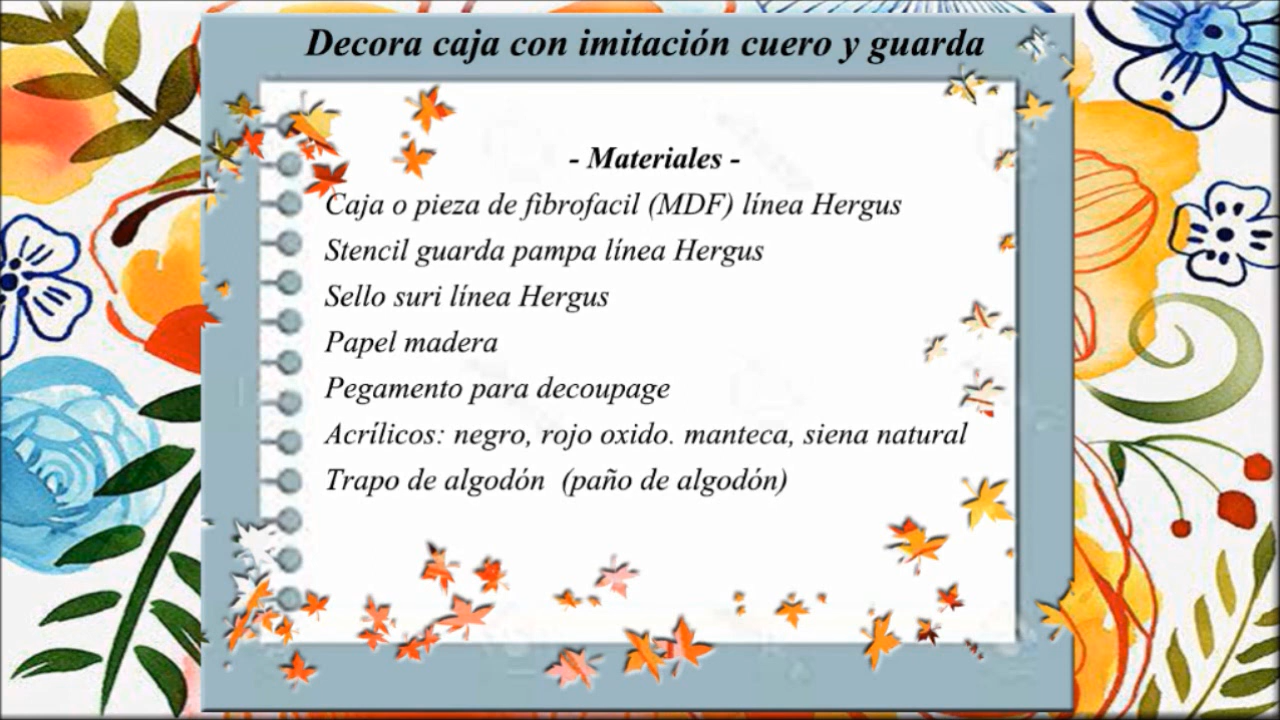 Decora caja con imitación cuero y guarda
- Materiales -
Caja o pieza de fibrofacil (MDF) línea Hergus
Stencil guarda pampa línea Hergus
Sello suri línea Hergus
Papel madera
Pegamento para decoupage
Acrílicos: negro, rojo oxido. manteca, siena natural
Trapo de algodón (paño de algodón)